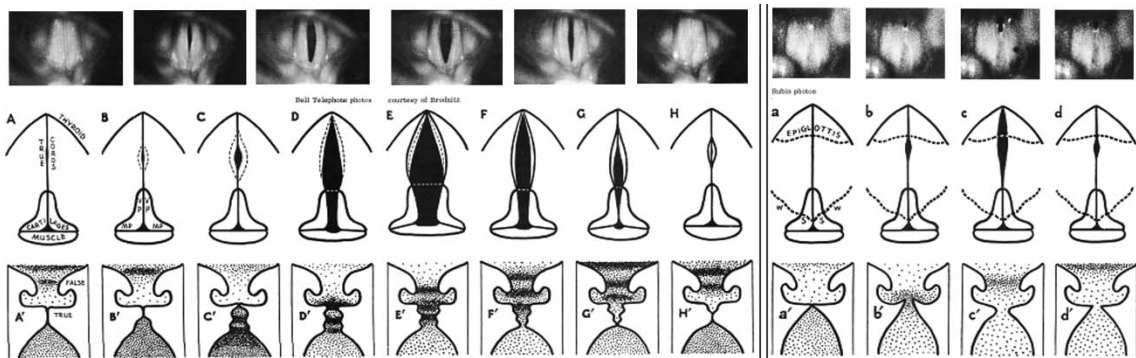 Bell Telephone photos courtesy of Brodnitz
Rubin photos
A B C D E F G H a b c d
THYROID
TRUE CORDS
EPIGLOTTIS
V P V P
W S S W
CARTILAGES
MUSCLE
MP MP
FALSE
TRUE
A' B' C' D' E' F' G' H' a' b' c' d'